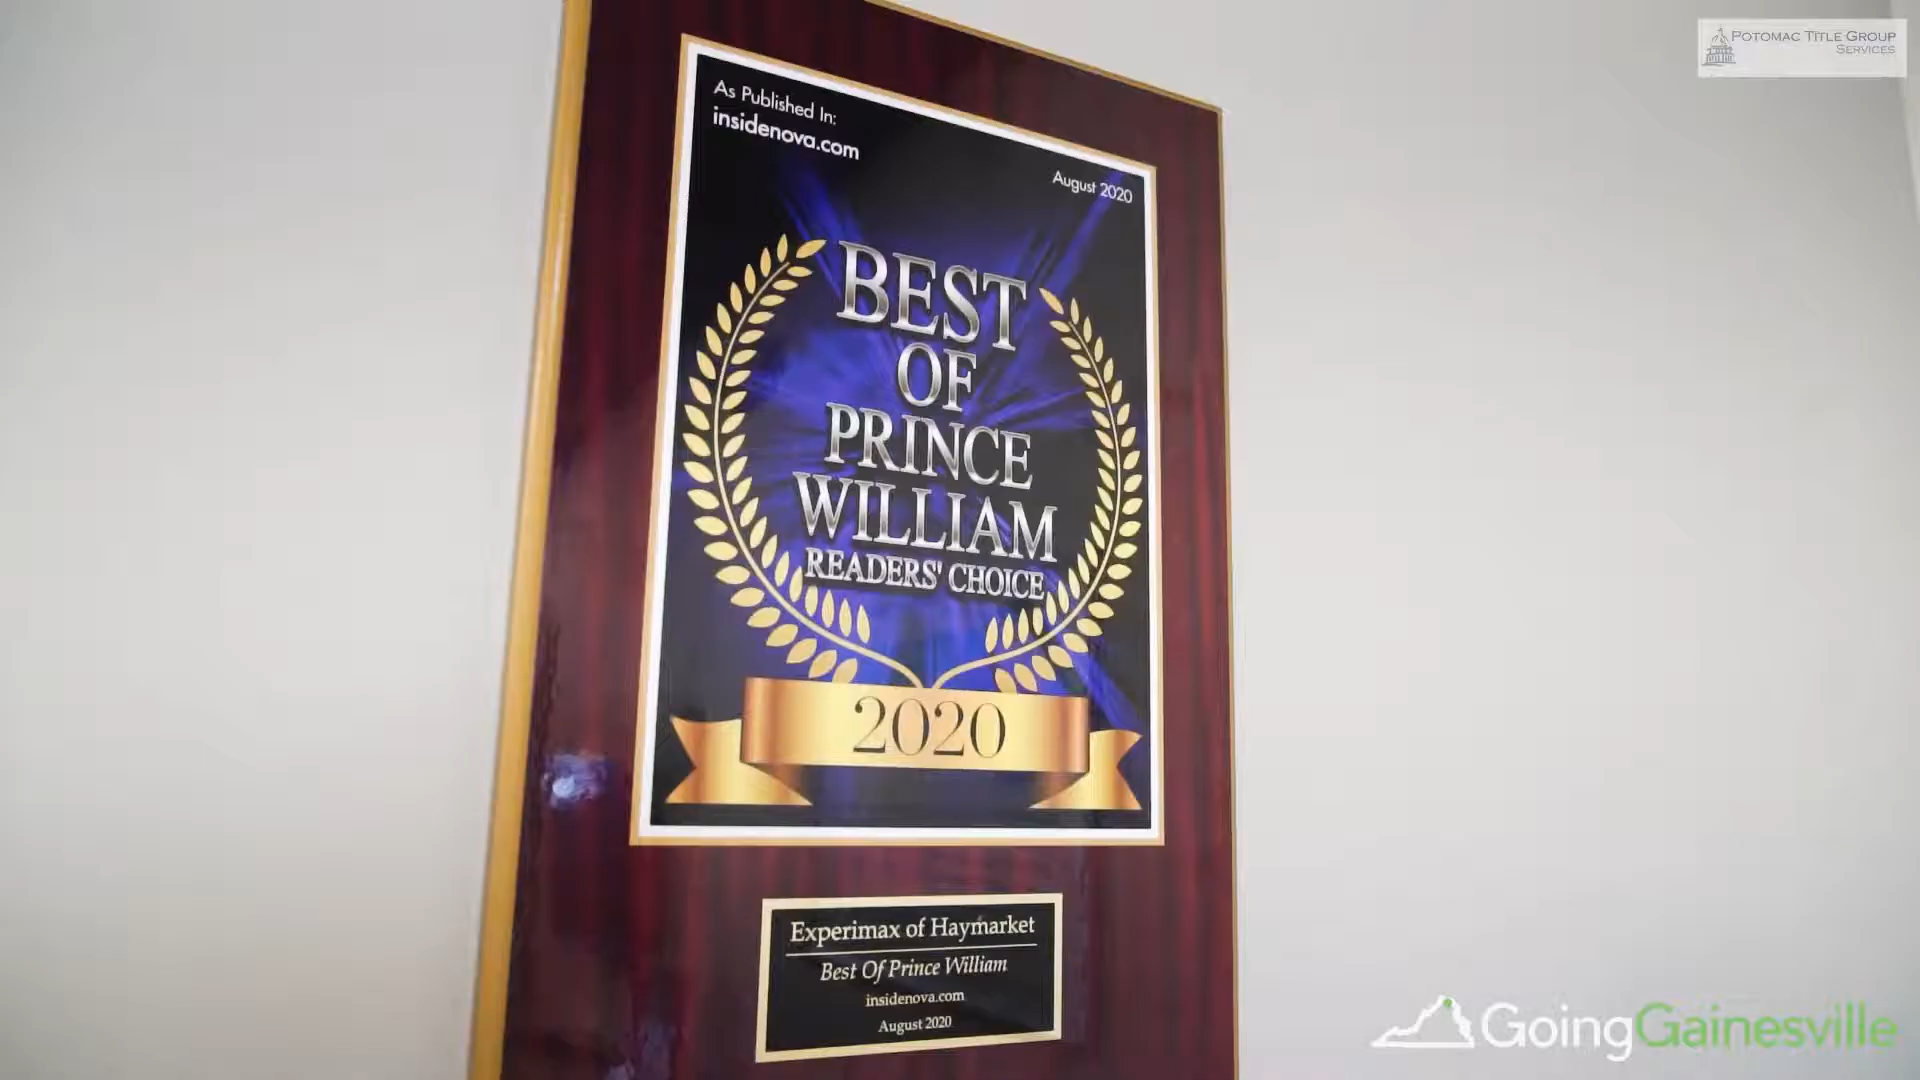 POTOMAC TITLE GROUP
SERVICES
As Published In:
insidenova.com
August 2020
BEST
OF
PRINCE
WILLIAM
READERS' CHOICE
2020
Experimax of Haymarket
Best Of Prince William
insidenova.com
August 2020
GoingGainesville